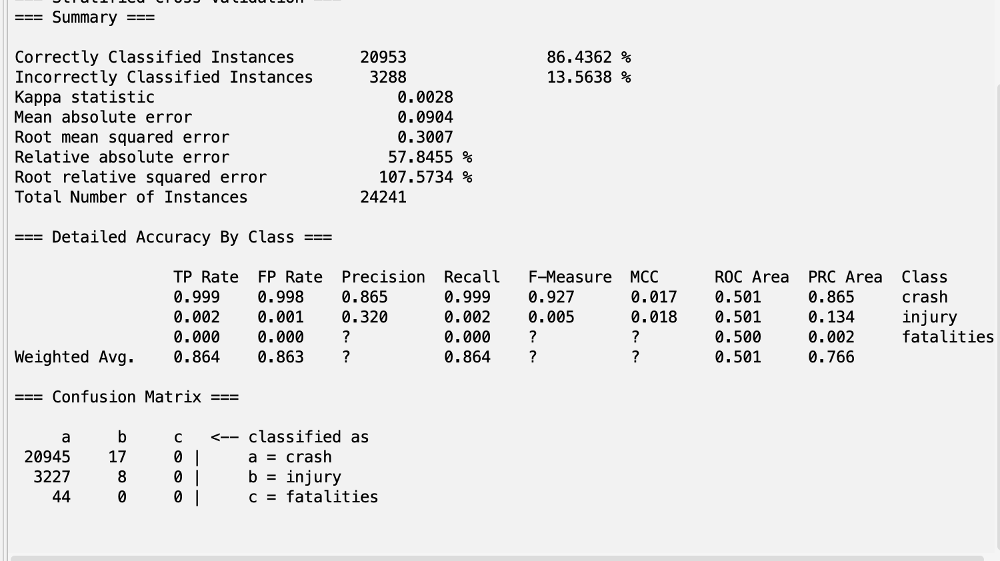 === Stratified cross-validation ===
=== Summary ===
Correctly Classified Instances 20953 86.4362 %
Incorrectly Classified Instances 3288 13.5638 %
Kappa statistic 0.0028
Mean absolute error 0.0904
Root mean squared error 0.3007
Relative absolute error 57.8455 %
Root relative squared error 107.5734 %
Total Number of Instances 24241
=== Detailed Accuracy By Class ===
TP Rate FP Rate Precision Recall F-Measure MCC ROC Area PRC Area Class
0.999 0.998 0.865 0.999 0.927 0.017 0.501 0.865 crash
0.002 0.001 0.320 0.002 0.005 0.018 0.501 0.134 injury
0.000 0.000 ? 0.000 ? ? 0.500 0.002 fatalities
Weighted Avg. 0.864 0.863 ? 0.864 ? ? 0.501 0.766
=== Confusion Matrix ===
a b c <-- classified as
20945 17 0 | a = crash
3227 8 0 | b = injury
44 0 0 | c = fatalities